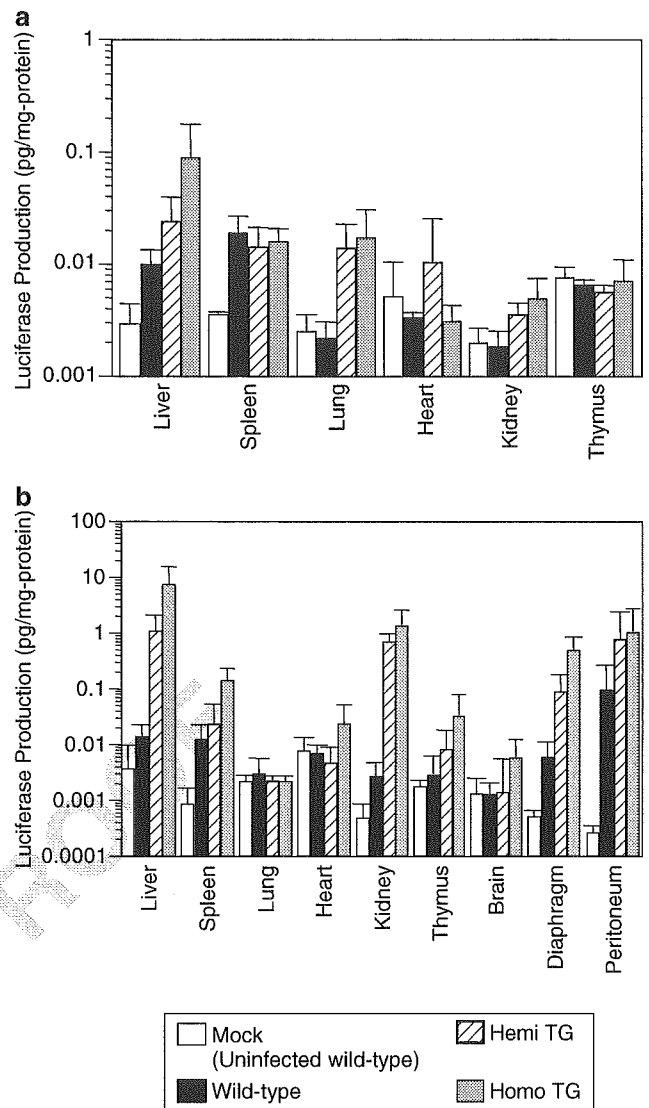 a
Luciferase Production (pg/mg-protein)
1
0.1
0.01
0.001
Liver
Spleen
Lung
Heart
Kidney
Thymus
b
Luciferase Production (pg/mg-protein)
100
10
1
0.1
0.01
0.001
0.0001
Liver
Spleen
Lung
Heart
Kidney
Thymus
Brain
Diaphragm
Peritoneum
Mock
(Uninfected wild-type)
Wild-type
Hemi TG
Homo TG